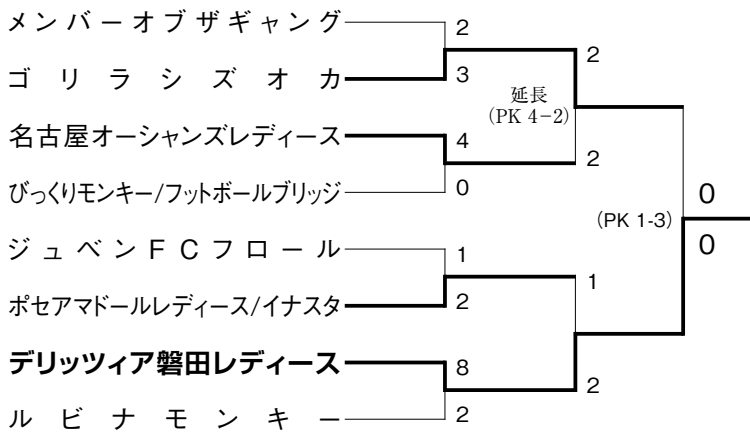 メンバーオブザギャング
2
2
ゴリラシズオカ
3
延長
(PK 4-2)
名古屋オーシャンズレディース
4
2
びっくりモンキー/フットボールブリッジ
0
0
(PK 1-3)
0
ジュベンFCフロール
1
1
ポセアマドールレディース/イナスタ
2
デリッツィア磐田レディース
8
2
ルビナモンキー
2